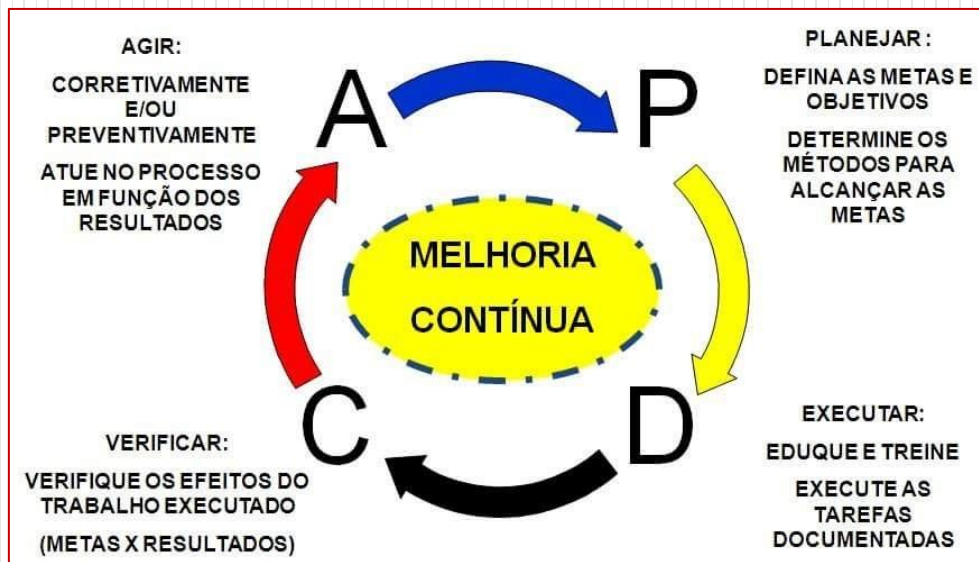 AGIR:
CORRETIVAMENTE
E/OU
PREVENTIVAMENTE
ATUE NO PROCESSO
EM FUNÇÃO DOS
RESULTADOS
A
P
PLANEJAR :
DEFINA AS METAS E
OBJETIVOS
DETERMINE OS
MÉTODOS PARA
ALCANÇAR AS
METAS
MELHORIA
CONTÍNUA
C
D
VERIFICAR:
VERIFIQUE OS EFEITOS DO
TRABALHO EXECUTADO
(METAS X RESULTADOS)
EXECUTAR:
EDUQUE E TREINE
EXECUTE AS
TAREFAS
DOCUMENTADAS